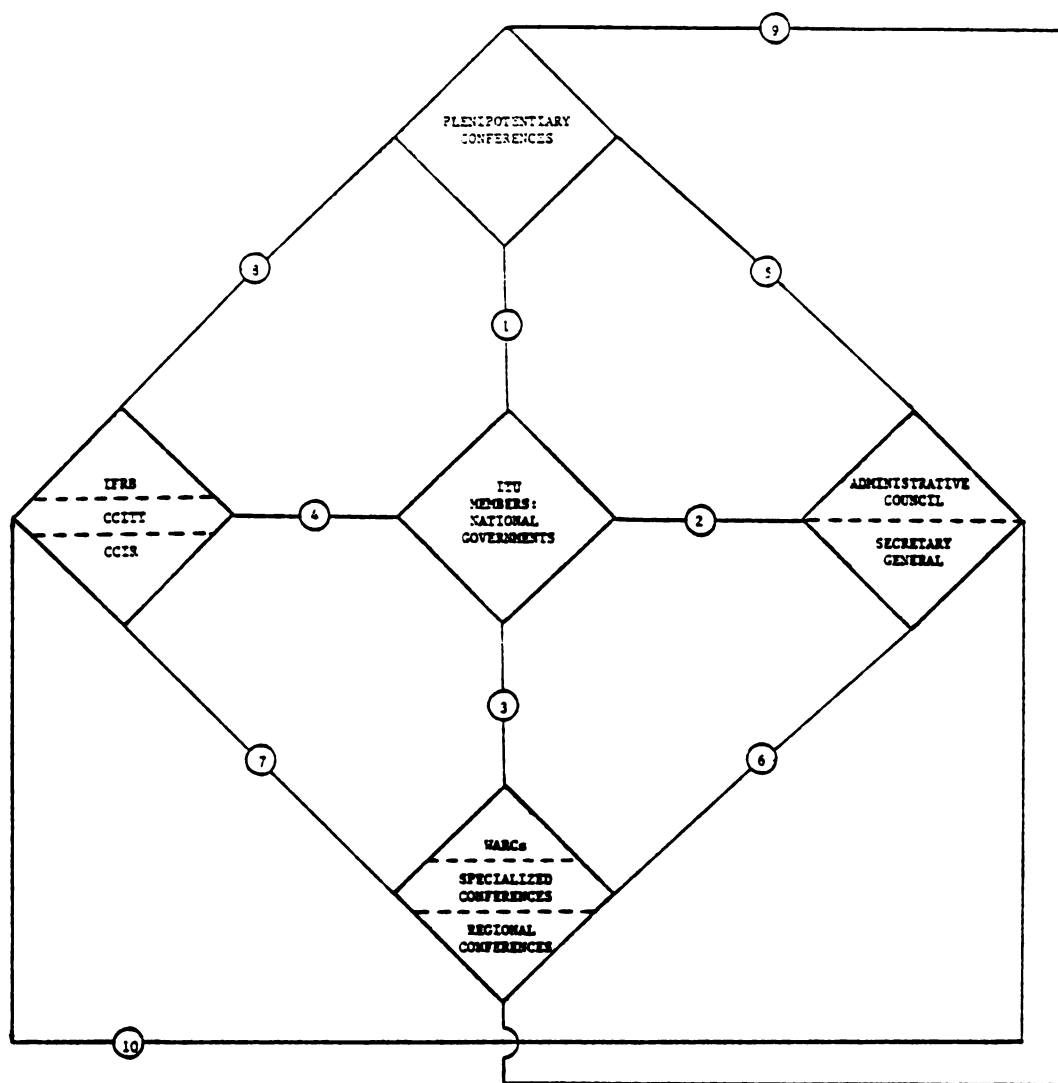 9
PLENIPOTENTIARY
CONFERENCES
8
5
1
IFRB
CCITT
CCIR
4
ITU
MEMBERS:
NATIONAL
GOVERNMENTS
2
ADMINISTRATIVE
COUNCIL
SECRETARY
GENERAL
3
7
6
WARCs
SPECIALIZED
CONFERENCES
REGIONAL
CONFERENCES
10